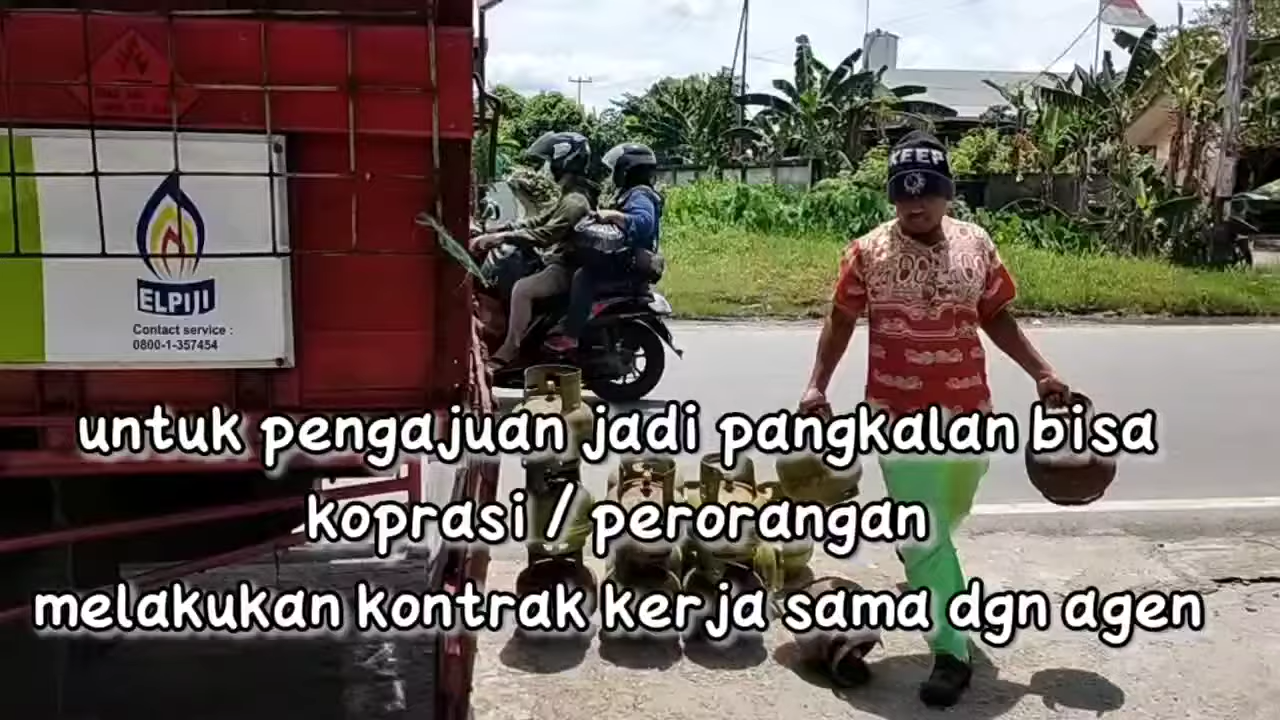 KEEP
ELPIJI
Contact service :
0800-1-357454
untuk pengajuan jadi pangkalan bisa
koprasi / perorangan
melakukan kontrak kerja sama dgn agen